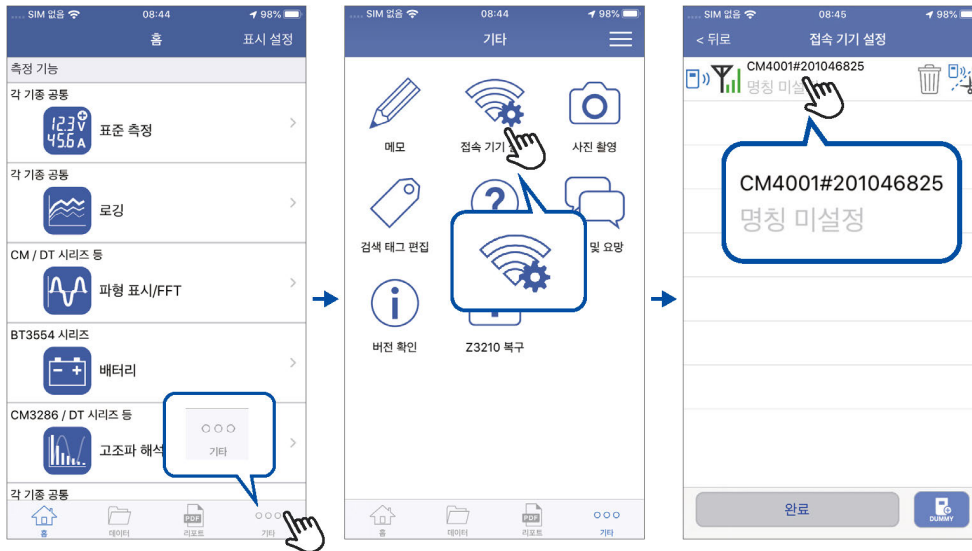 SIM 없음 08:44 98%
홈 표시 설정
측정 기능
각 기종 공통
12.3 V
45.6 A
표준 측정
각 기종 공통
로깅
CM / DT 시리즈 등
파형 표시/FFT
BT3554 시리즈
배터리
CM3286 / DT 시리즈 등
고조파 해석
기타
각 기종 공통
홈 데이터 PDF 리포트 기타
SIM 없음 08:44 98%
기타
메모 접속 기기 사진 촬영
검색 태그 편집 및 요망
버전 확인 Z3210 복구
홈 데이터 PDF 리포트 기타
SIM 없음 08:45 98%
< 뒤로 접속 기기 설정
CM4001#201046825
명칭 미설정
CM4001#201046825
명칭 미설정
완료 DUMMY